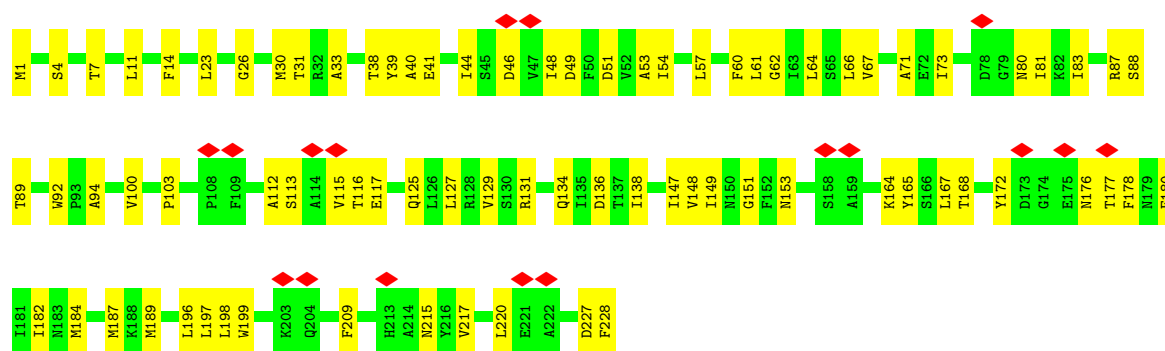 M1 S4 T7 L11 F14 L23 G26 M30 T31 R32 A33 T38 Y39 A40 E41 I44 S45 D46 V47 I48 D49 F50 D51 V52 A53 I54 L57 F60 L61 G62 I63 L64 S65 L66 V67 A71 E72 I73 D78 G79 N80 I81 K82 I83 R87 S88
T89 W92 P93 A94 V100 P103 P108 F109 A112 S113 A114 V115 T116 E117 Q125 L126 L127 R128 V129 S130 R131 Q134 I135 D136 T137 I138 I147 V148 I149 N150 G151 F152 N153 S158 A159 K164 Y165 S166 L167 T168 Y172 D173 G174 E175 N176 T177 F178 N179
I181 I182 N183 M184 M187 K188 M189 L196 L197 L198 W199 K203 Q204 F209 H213 A214 N215 Y216 V217 L220 E221 A222 D227 F228